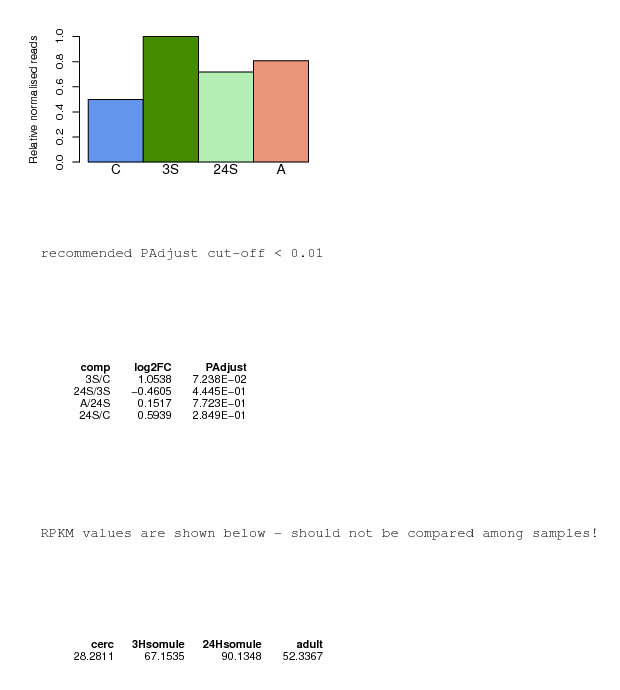 Relative normalised reads
1.0
0.8
0.6
0.4
0.2
0.0
C 3S 24S A
recommended PAdjust cut-off < 0.01
comp log2FC PAdjust
3S/C 1.0538 7.238E-02
24S/3S -0.4605 4.445E-01
A/24S 0.1517 7.723E-01
24S/C 0.5939 2.849E-01
RPKM values are shown below - should not be compared among samples!
cerc 3Hsomule 24Hsomule adult
28.2811 67.1535 90.1348 52.3367